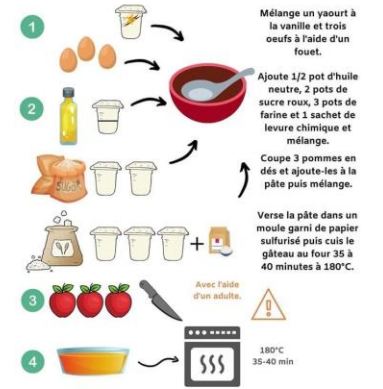 1
Mélange un yaourt à
la vanille et trois
oeufs à l'aide d'un
fouet.
2
Ajoute 1/2 pot d'huile
neutre, 2 pots de
sucre roux, 3 pots de
farine et 1 sachet de
levure chimique et
mélange.
SUGAR
Coupe 3 pommes en
dés et ajoute-les à la
pâte puis mélange.
+
Verse la pâte dans un
moule garni de papier
sulfurisé puis cuis le
gâteau au four 35 à
40 minutes à 180°C.
3
Avec l'aide
d'un adulte.
4
180°C
35-40 min